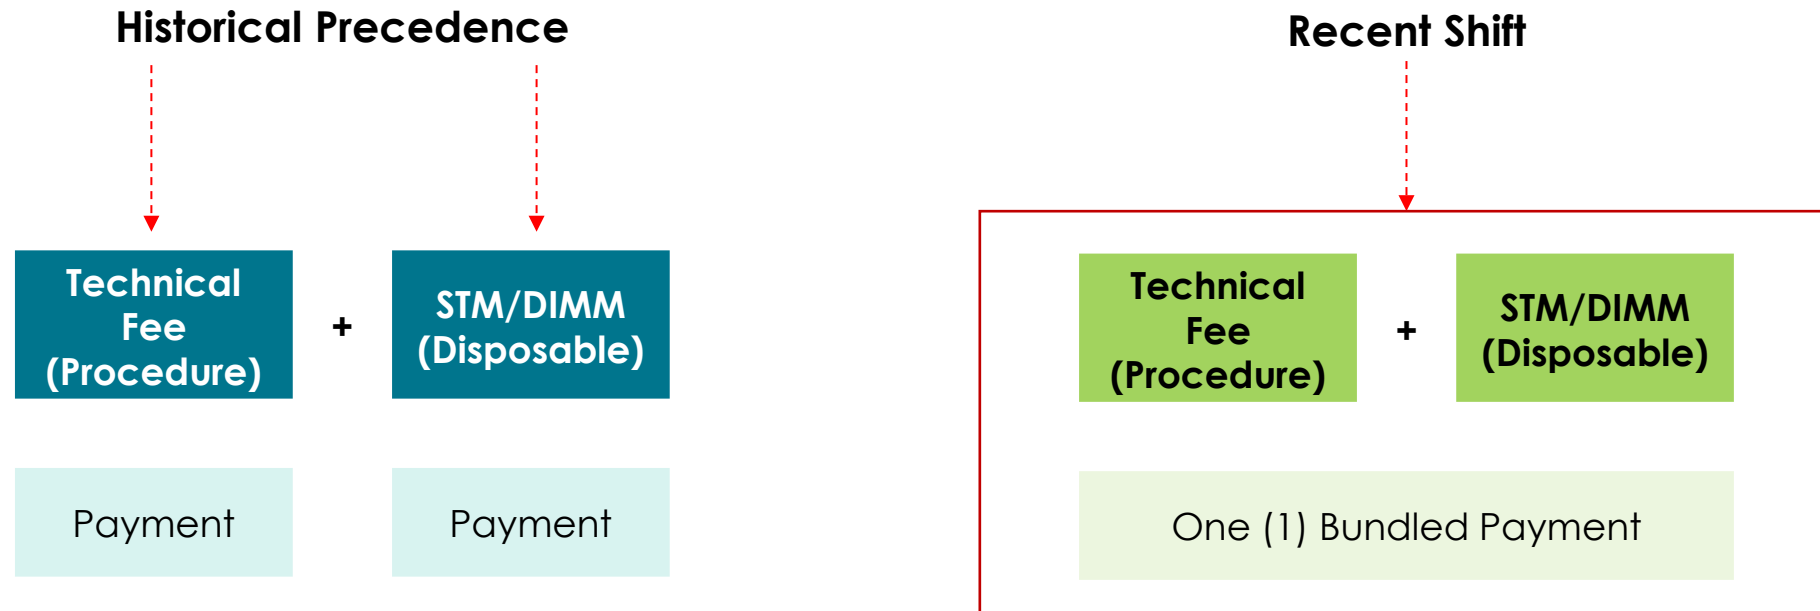 Historical Precedence
Technical
Fee
(Procedure)
+
STM/DIMM
(Disposable)
Payment
Payment
Recent Shift
Technical
Fee
(Procedure)
+
STM/DIMM
(Disposable)
One (1) Bundled Payment